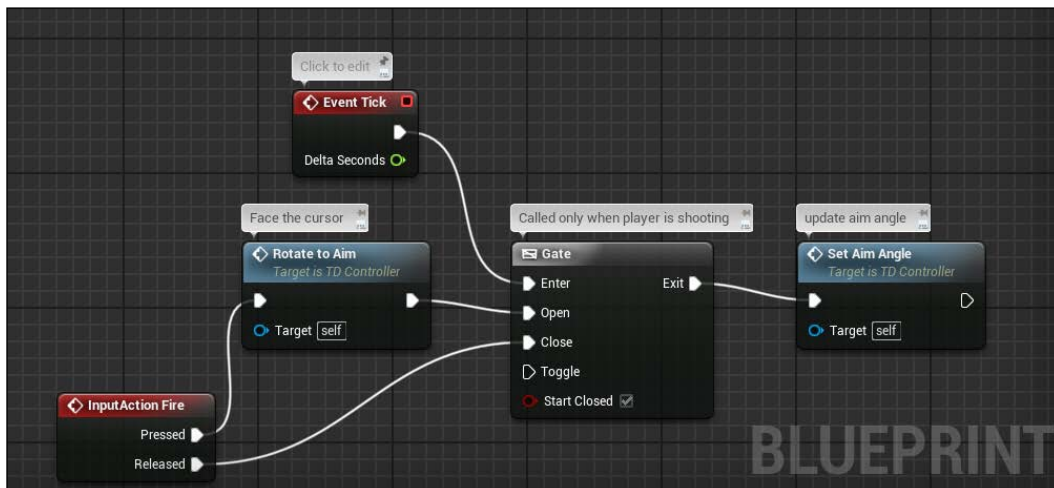 Click to edit
Event Tick
Delta Seconds
Face the cursor
Rotate to Aim
Target is TD Controller
Target self
Called only when player is shooting
Gate
Enter
Exit
Open
Close
Toggle
Start Closed
update aim angle
Set Aim Angle
Target is TD Controller
Target self
InputAction Fire
Pressed
Released
BLUEPRINT